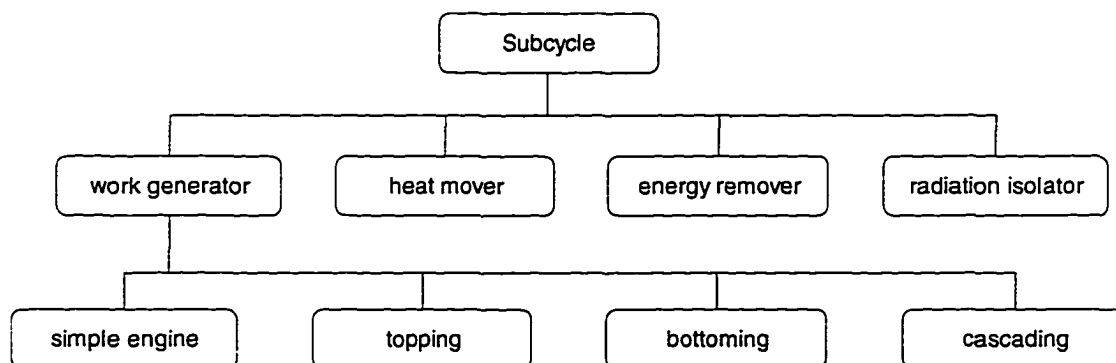 Subcycle
work generator
heat mover
energy remover
radiation isolator
simple engine
topping
bottoming
cascading